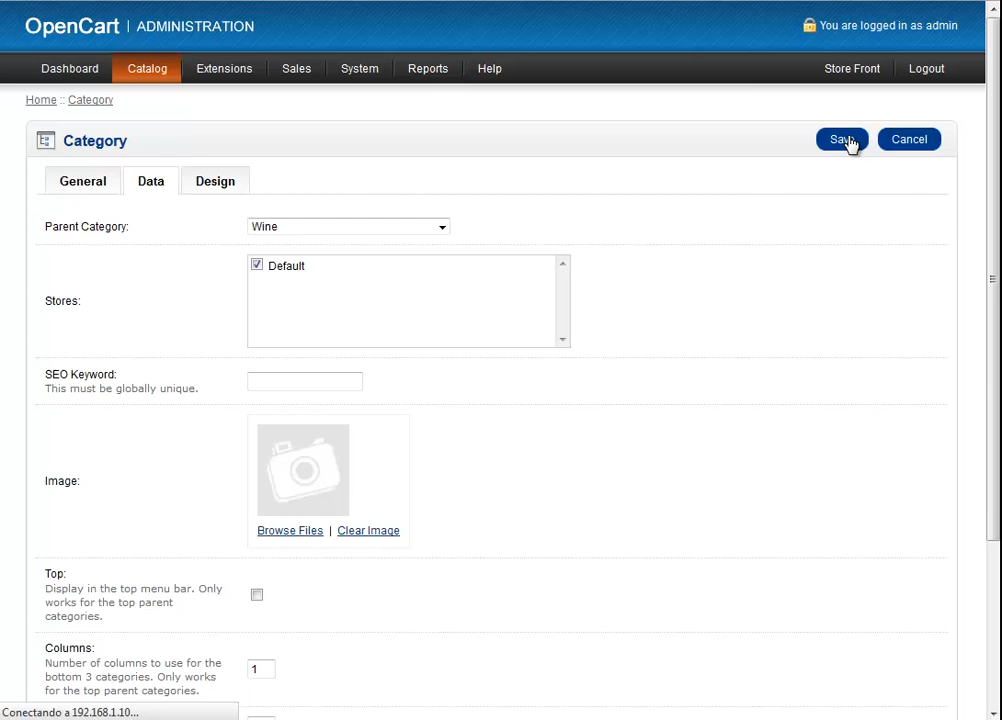 OpenCart | ADMINISTRATION
You are logged in as admin
Dashboard
Catalog
Extensions
Sales
System
Reports
Help
Store Front
Logout
Home :: Category
Category
Save
Cancel
General
Data
Design
Parent Category:
Wine
Stores:
Default
SEO Keyword:
This must be globally unique.
Image:
Browse Files | Clear Image
Top:
Display in the top menu bar. Only
works for the top parent
categories.
Columns:
Number of columns to use for the
bottom 3 categories. Only works
for the top parent categories.
1
Conectando a 192.168.1.10...